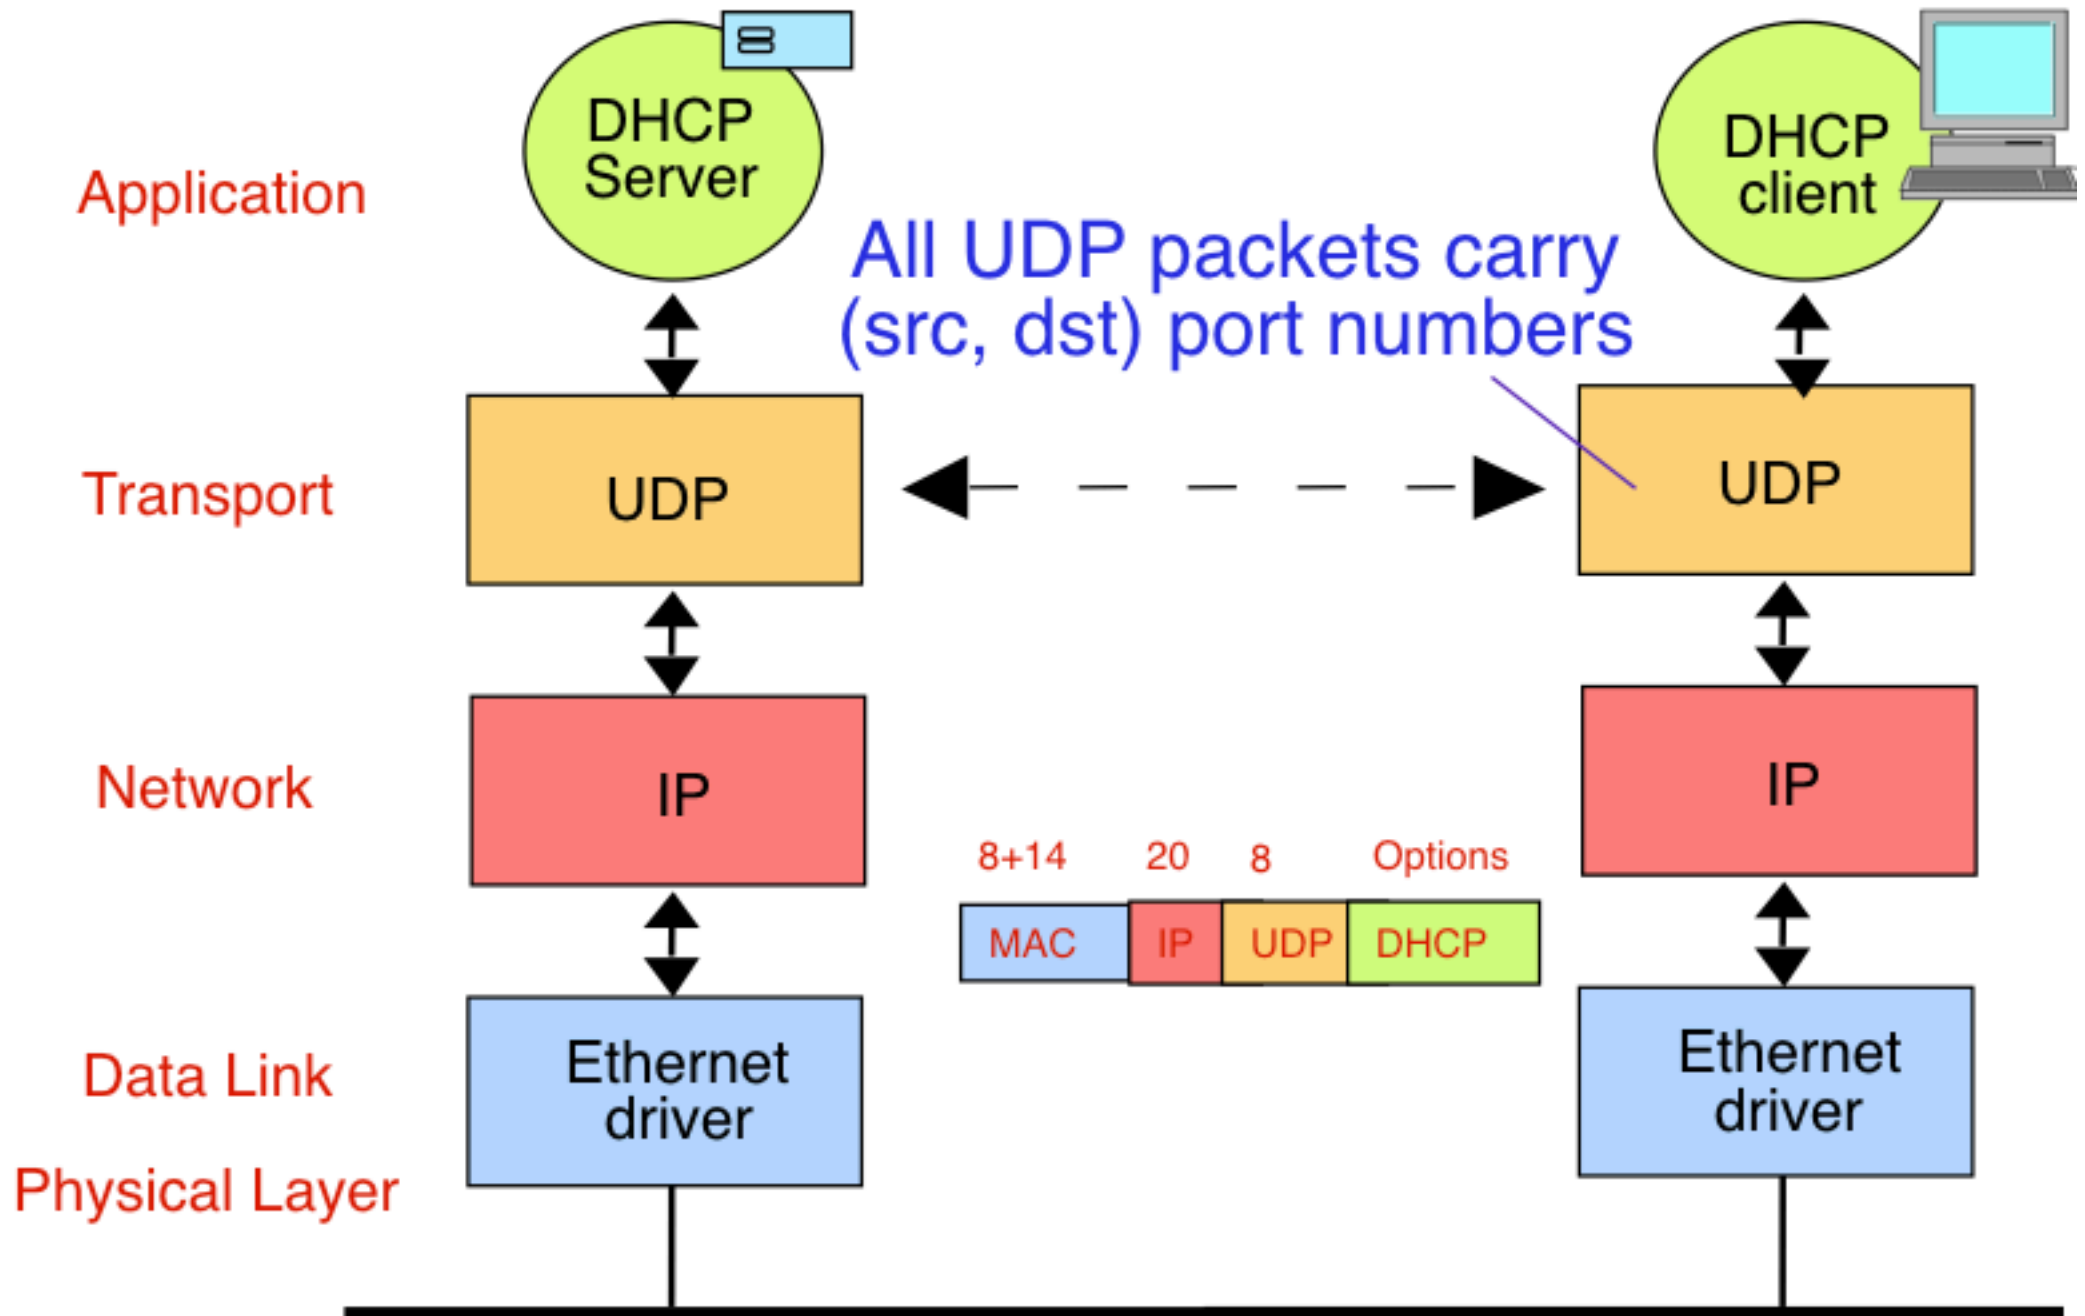 DHCP
Server
DHCP
client
Application
All UDP packets carry
(src, dst) port numbers
Transport
UDP
UDP
Network
IP
IP
8+14 20 8 Options
MAC IP UDP DHCP
Data Link
Ethernet
driver
Ethernet
driver
Physical Layer